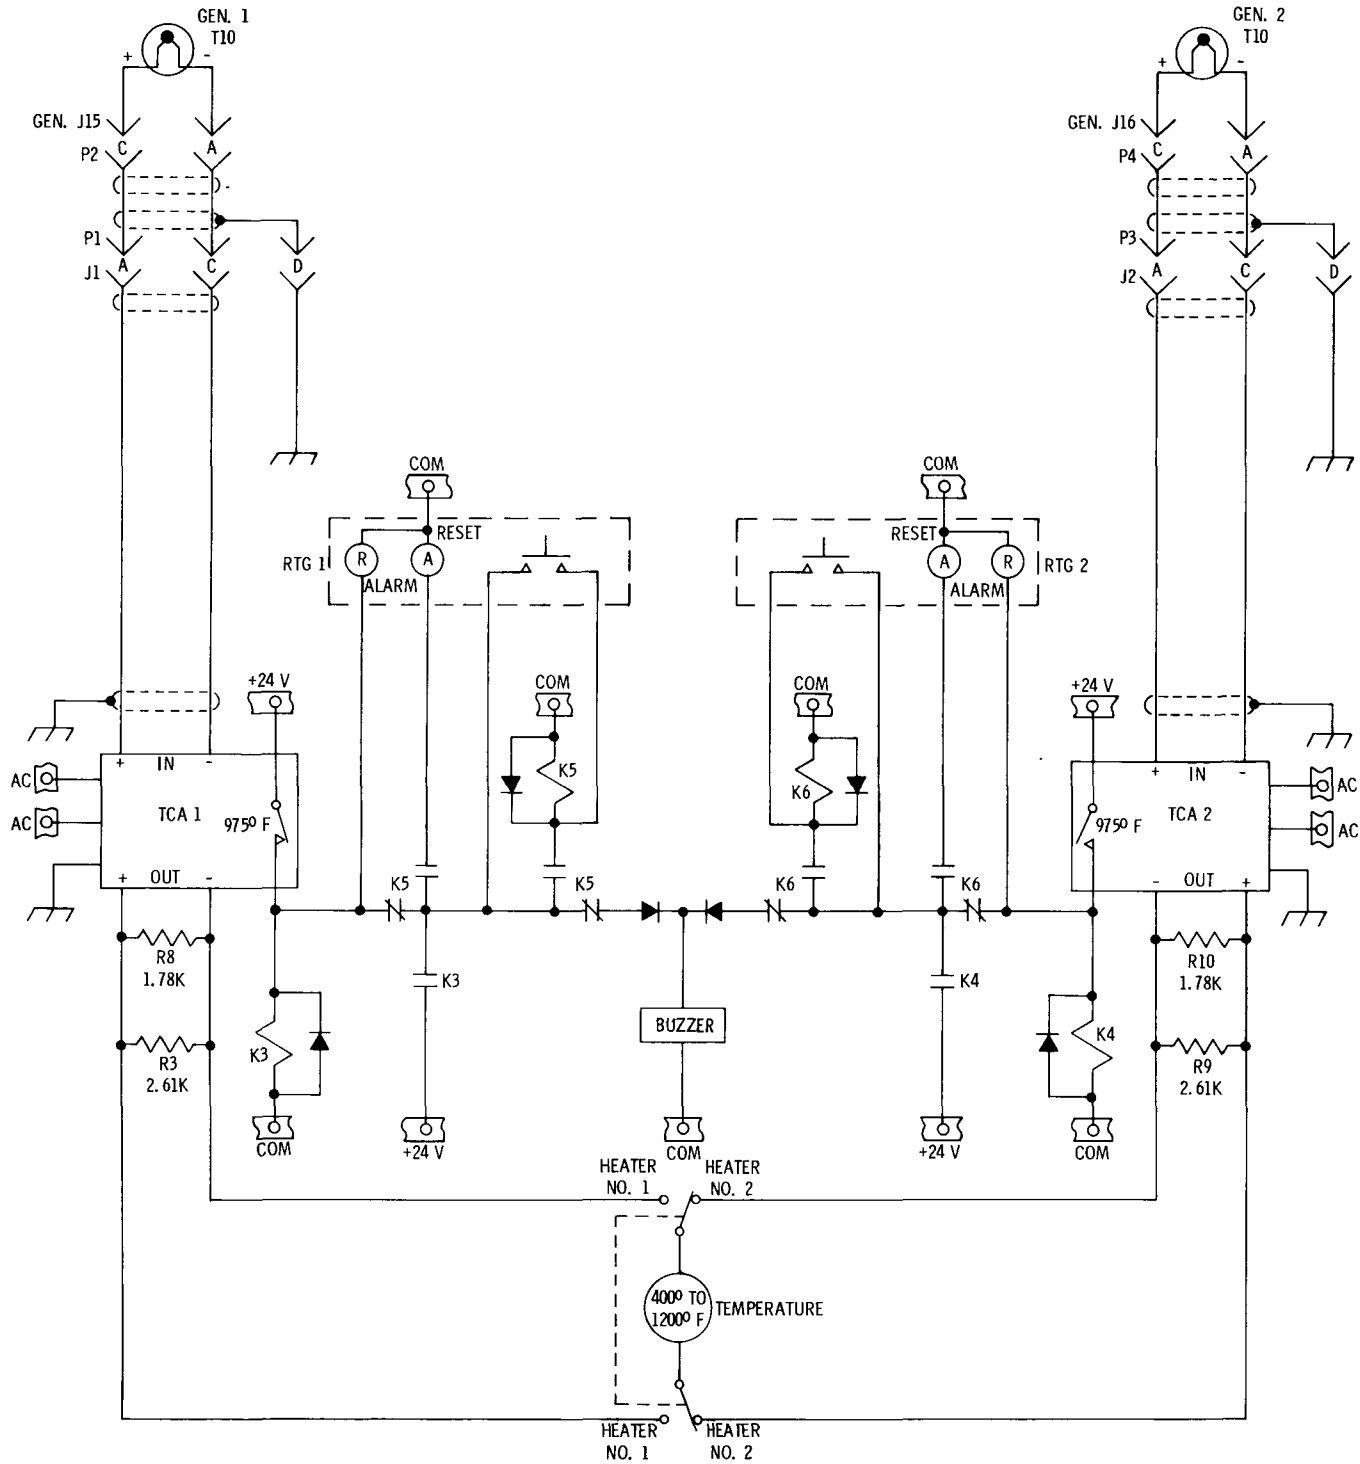 GEN. 1
T10
+
-
GEN. J15
C
A
P2
P1
A
C
D
J1
GEN. 2
T10
+
-
GEN. J16
C
A
P4
P3
A
C
D
J2
COM
RESET
RTG 1
R
A
ALARM
COM
RESET
A
R
RTG 2
ALARM
+24 V
COM
K5
COM
K6
+24 V
AC
AC
+ IN -
TCA 1
975° F
+ OUT -
+ IN -
TCA 2
975° F
- OUT +
AC
AC
K5
K5
K6
K6
R8
1.78K
R3
2.61K
K3
K3
COM
+24 V
BUZZER
COM
K4
+24 V
K4
COM
R10
1.78K
R9
2.61K
HEATER
NO. 1
HEATER
NO. 2
400° TO
1200° F
TEMPERATURE
HEATER
NO. 1
HEATER
NO. 2